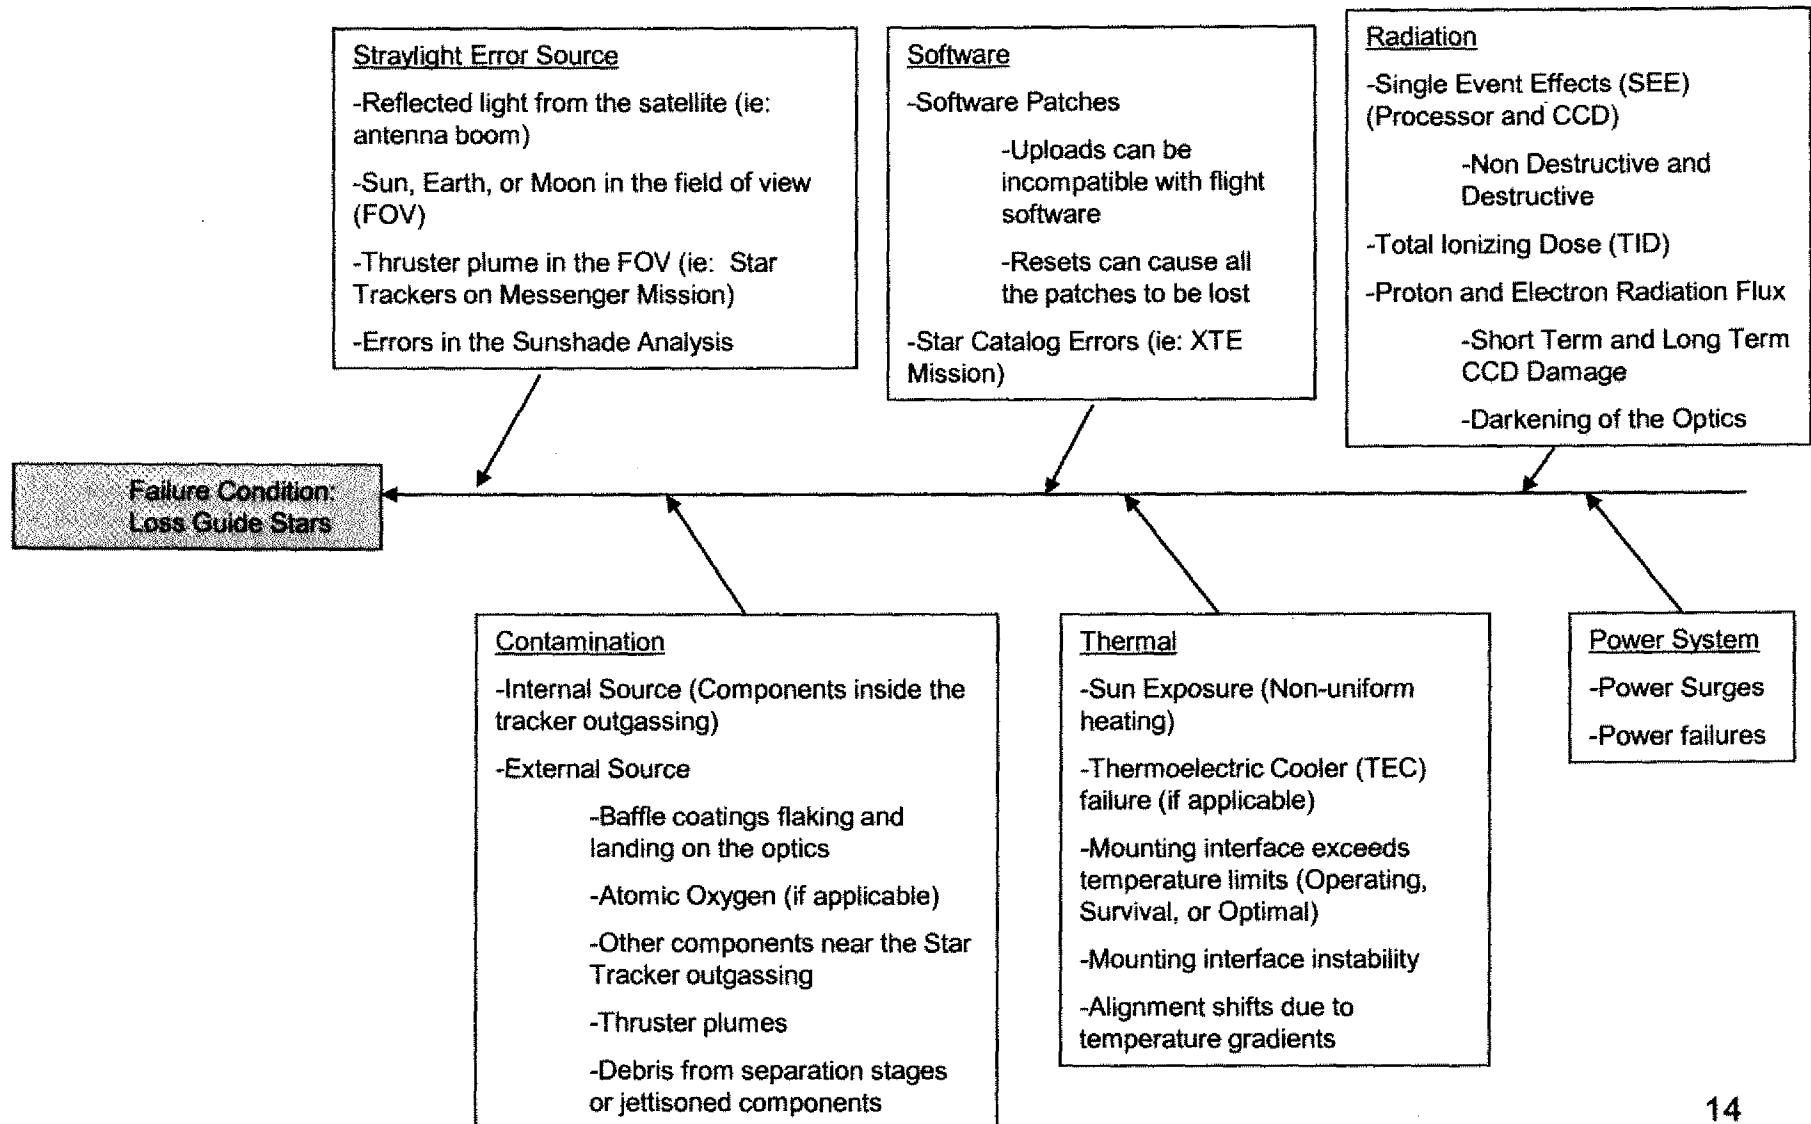 Straylight Error Source
-Reflected light from the satellite (ie:
antenna boom)
-Sun, Earth, or Moon in the field of view
(FOV)
-Thruster plume in the FOV (ie: Star
Trackers on Messenger Mission)
-Errors in the Sunshade Analysis
Software
-Software Patches
-Uploads can be
incompatible with flight
software
-Resets can cause all
the patches to be lost
-Star Catalog Errors (ie: XTE
Mission)
Radiation
-Single Event Effects (SEE)
(Processor and CCD)
-Non Destructive and
Destructive
-Total Ionizing Dose (TID)
-Proton and Electron Radiation Flux
-Short Term and Long Term
CCD Damage
-Darkening of the Optics
Failure Condition:
Loss Guide Stars
Contamination
-Internal Source (Components inside the
tracker outgassing)
-External Source
-Baffle coatings flaking and
landing on the optics
-Atomic Oxygen (if applicable)
-Other components near the Star
Tracker outgassing
-Thruster plumes
-Debris from separation stages
or jettisoned components
Thermal
-Sun Exposure (Non-uniform
heating)
-Thermoelectric Cooler (TEC)
failure (if applicable)
-Mounting interface exceeds
temperature limits (Operating,
Survival, or Optimal)
-Mounting interface instability
-Alignment shifts due to
temperature gradients
Power System
-Power Surges
-Power failures
14